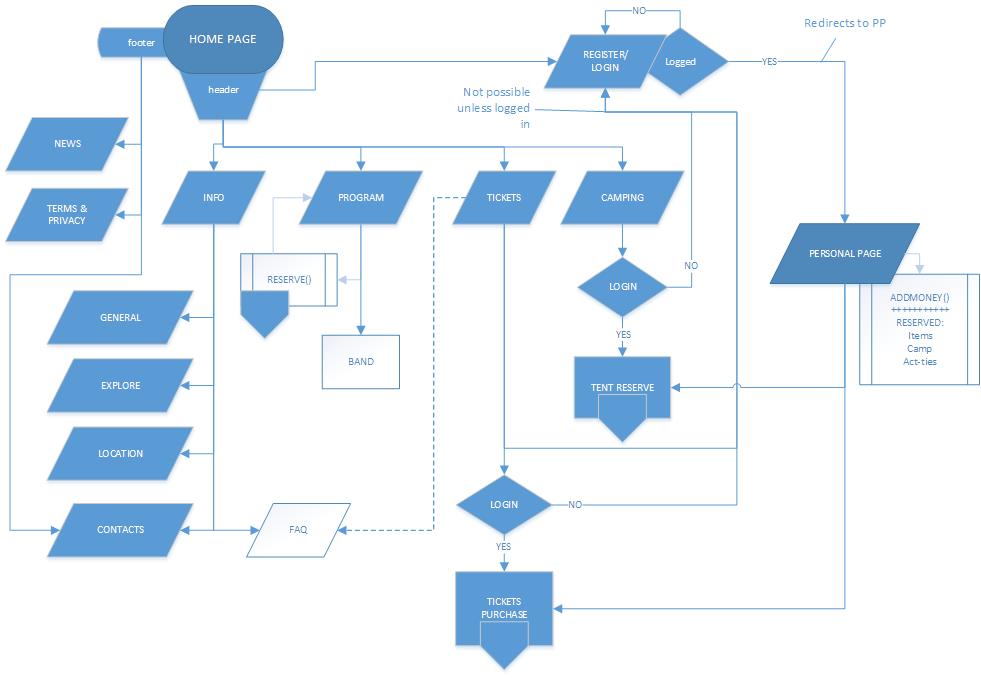 footer
HOME PAGE
header
NO
REGISTER/
LOGIN
Logged
YES
Redirects to PP
Not possible
unless logged
in
NEWS
TERMS &
PRIVACY
INFO
PROGRAM
TICKETS
CAMPING
RESERVE()
BAND
LOGIN
NO
YES
TENT RESERVE
PERSONAL PAGE
ADDMONEY()
+++++++++++
RESERVED:
Items
Camp
Act-ties
GENERAL
EXPLORE
LOCATION
CONTACTS
FAQ
LOGIN
NO
YES
TICKETS
PURCHASE